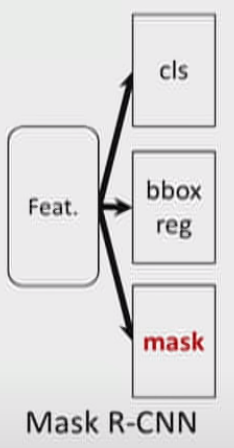 cls
Feat.
bbox
reg
mask
Mask R-CNN